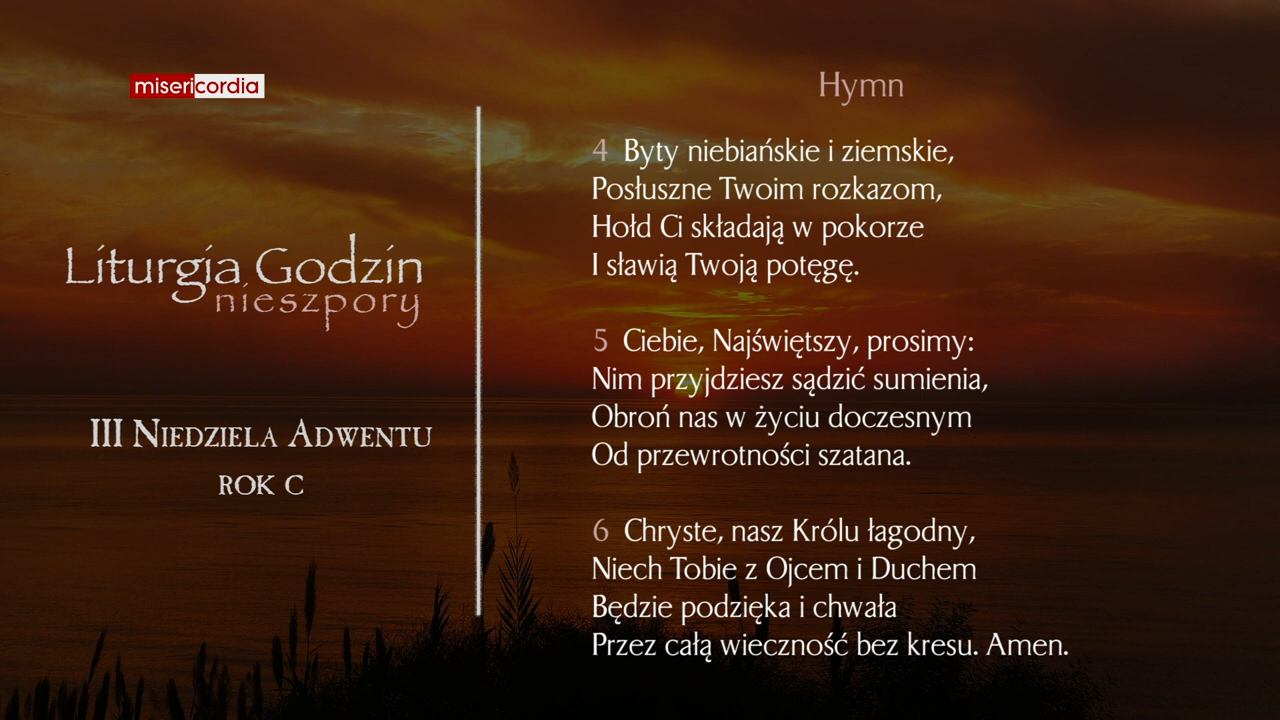 misericordia
Liturgia Godzin
nieszpory
III Niedziela Adwentu
rok C
Hymn
4 Byty niebiańskie i ziemskie,
Posłuszne Twoim rozkazom,
Hołd Ci składają w pokorze
I sławią Twoją potęgę.
5 Ciebie, Najświętszy, prosimy:
Nim przyjdziesz sądzić sumienia,
Obroń nas w życiu doczesnym
Od przewrotności szatana.
6 Chryste, nasz Królu łagodny,
Niech Tobie z Ojcem i Duchem
Będzie podzięka i chwała
Przez całą wieczność bez kresu. Amen.